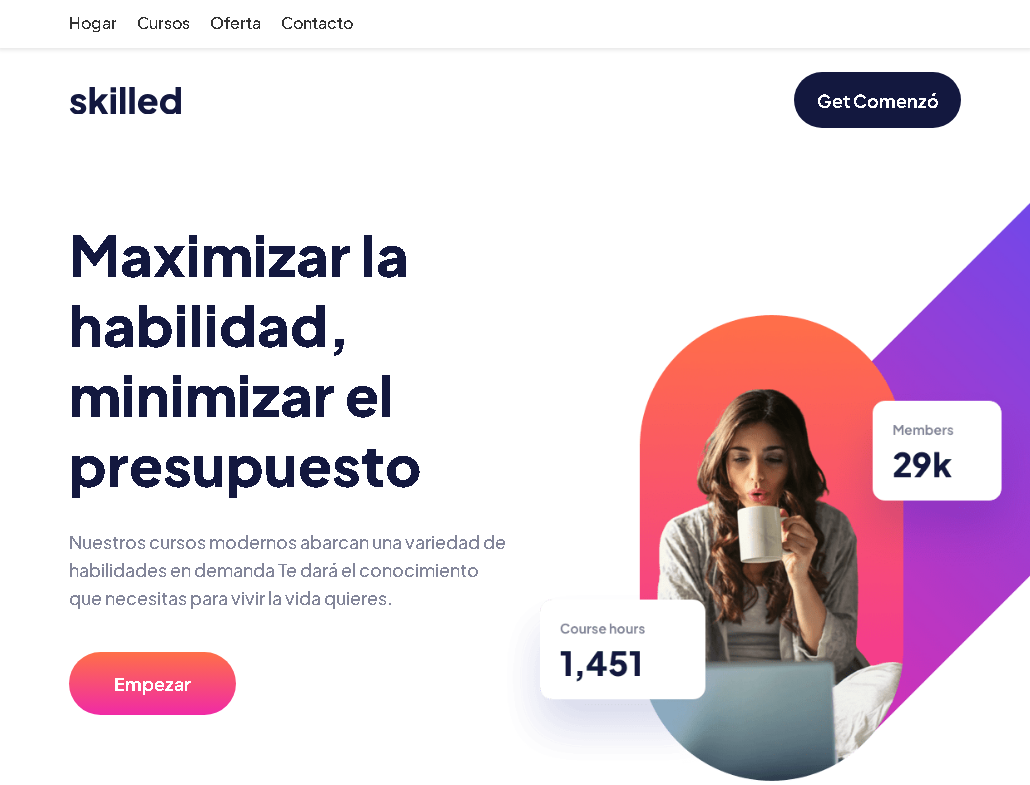 Hogar Cursos Oferta Contacto
skilled
Get Comenzó
Maximizar la
habilidad,
minimizar el
presupuesto
Nuestros cursos modernos abarcan una variedad de
habilidades en demanda Te dará el conocimiento
que necesitas para vivir la vida quieres.
Empezar
Members
29k
Course hours
1,451